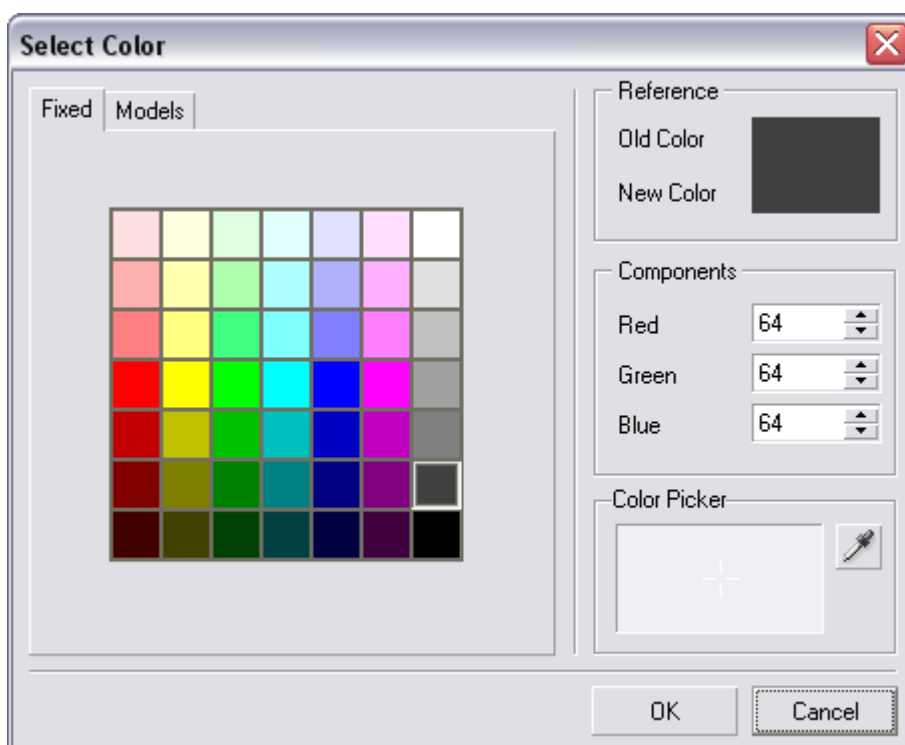 Select Color
Fixed
Models
Reference
Old Color
New Color
Components
Red
64
Green
64
Blue
64
Color Picker
OK
Cancel